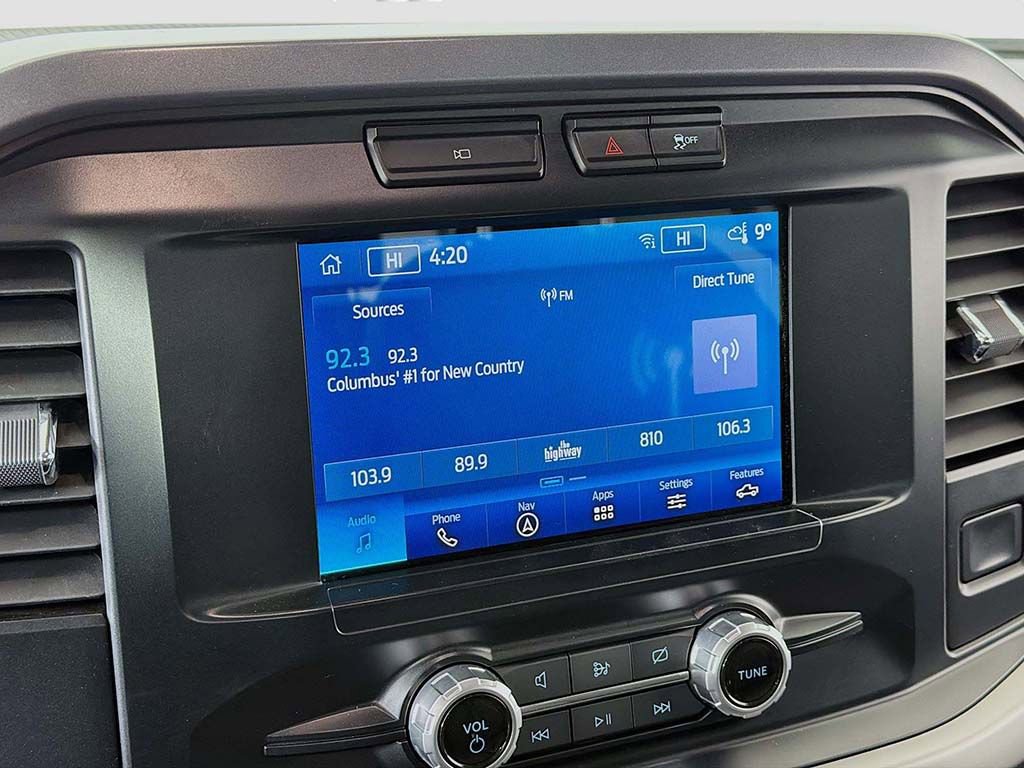 OFF
HI 4:20 HI 9°
Sources FM Direct Tune
92.3 92.3
Columbus' #1 for New Country
103.9 89.9 the highway 810 106.3
Audio Phone Nav Apps Settings Features
VOL
TUNE